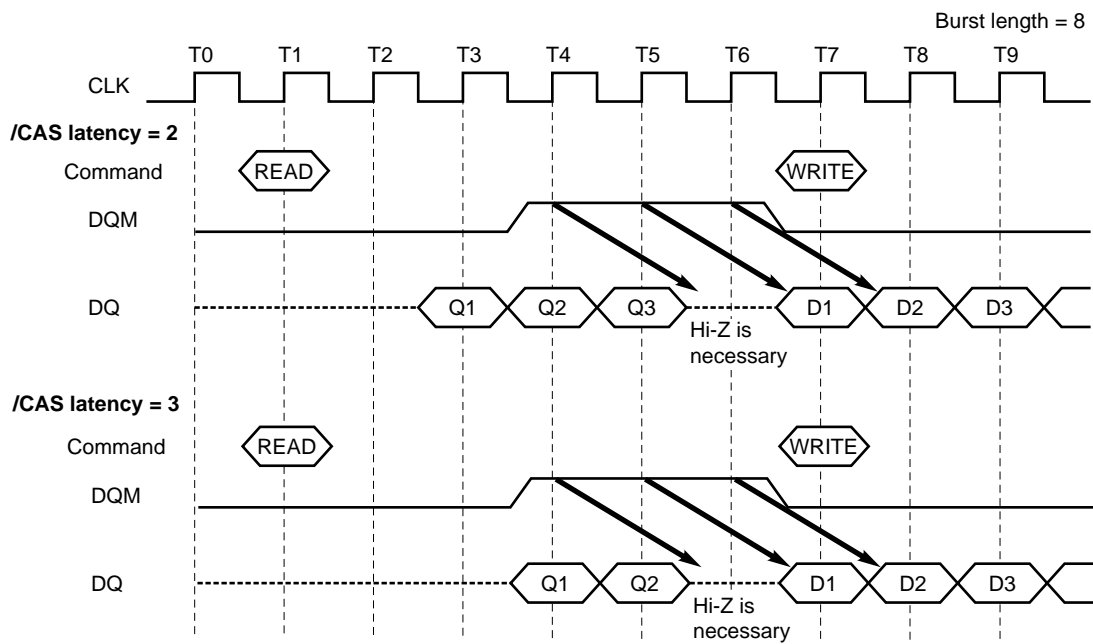 Burst length = 8
T0 T1 T2 T3 T4 T5 T6 T7 T8 T9
CLK
/CAS latency = 2
Command READ WRITE
DQM
DQ Q1 Q2 Q3 D1 D2 D3
Hi-Z is
necessary
/CAS latency = 3
Command READ WRITE
DQM
DQ Q1 Q2 D1 D2 D3
Hi-Z is
necessary